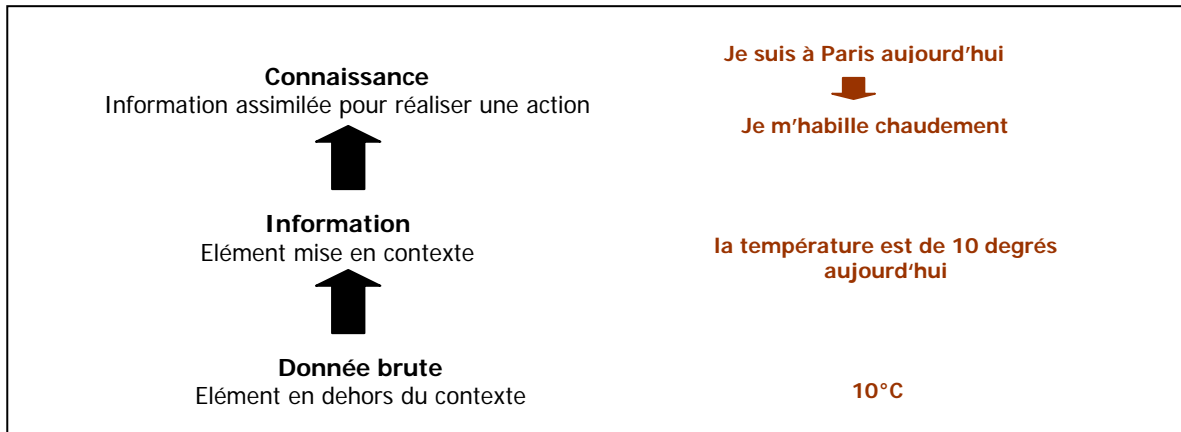 Connaissance
Information assimilée pour réaliser une action
Information
Elément mise en contexte
Donnée brute
Elément en dehors du contexte
Je suis à Paris aujourd'hui
Je m'habille chaudement
la température est de 10 degrés
aujourd'hui
10°C